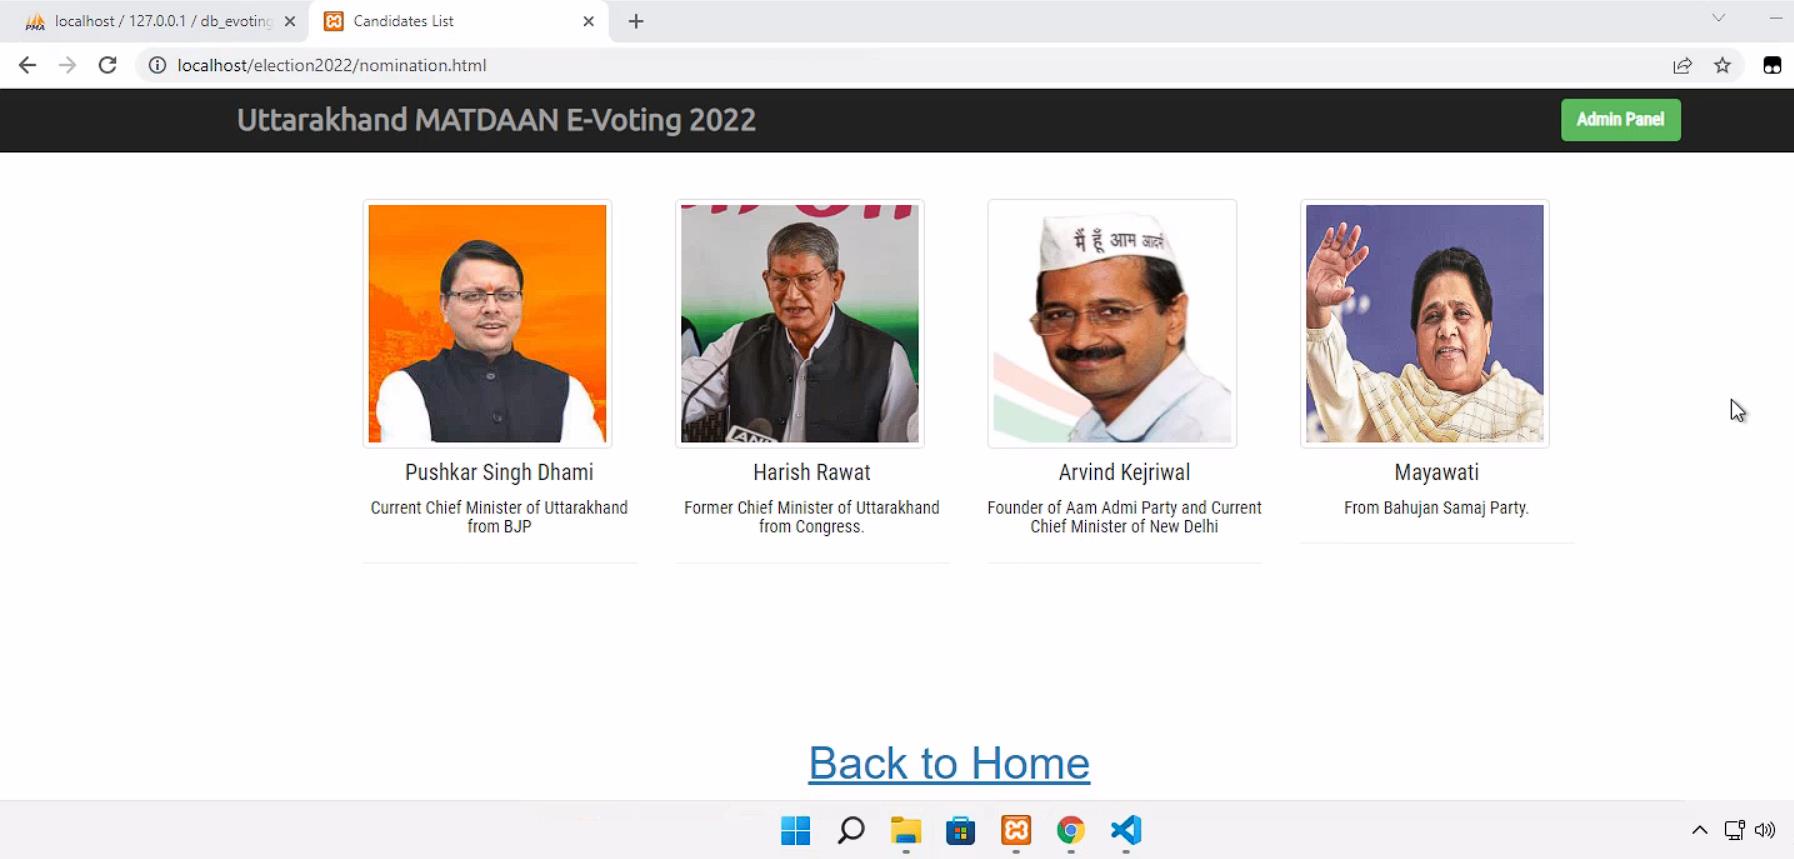 localhost / 127.0.0.1 / db_evoting
Candidates List
localhost/election2022/nomination.html
Uttarakhand MATDAAN E-Voting 2022
Admin Panel
मैं हूँ आम आदमी
ANI
Pushkar Singh Dhami
Current Chief Minister of Uttarakhand
from BJP
Harish Rawat
Former Chief Minister of Uttarakhand
from Congress.
Arvind Kejriwal
Founder of Aam Admi Party and Current
Chief Minister of New Delhi
Mayawati
From Bahujan Samaj Party.
Back to Home